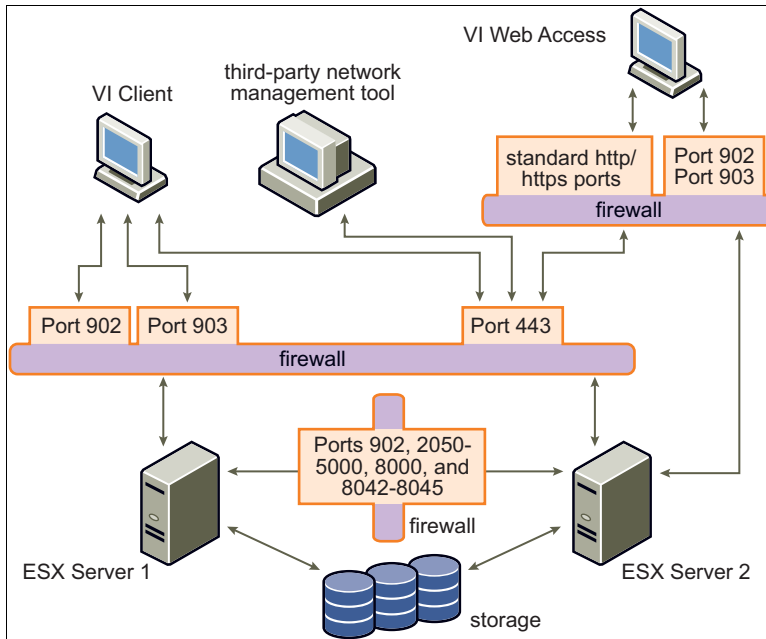 VI Web Access
third-party network
management tool
VI Client
standard http/
https ports
Port 902
Port 903
firewall
Port 902
Port 903
Port 443
firewall
Ports 902, 2050-
5000, 8000, and
8042-8045
firewall
ESX Server 1
ESX Server 2
storage